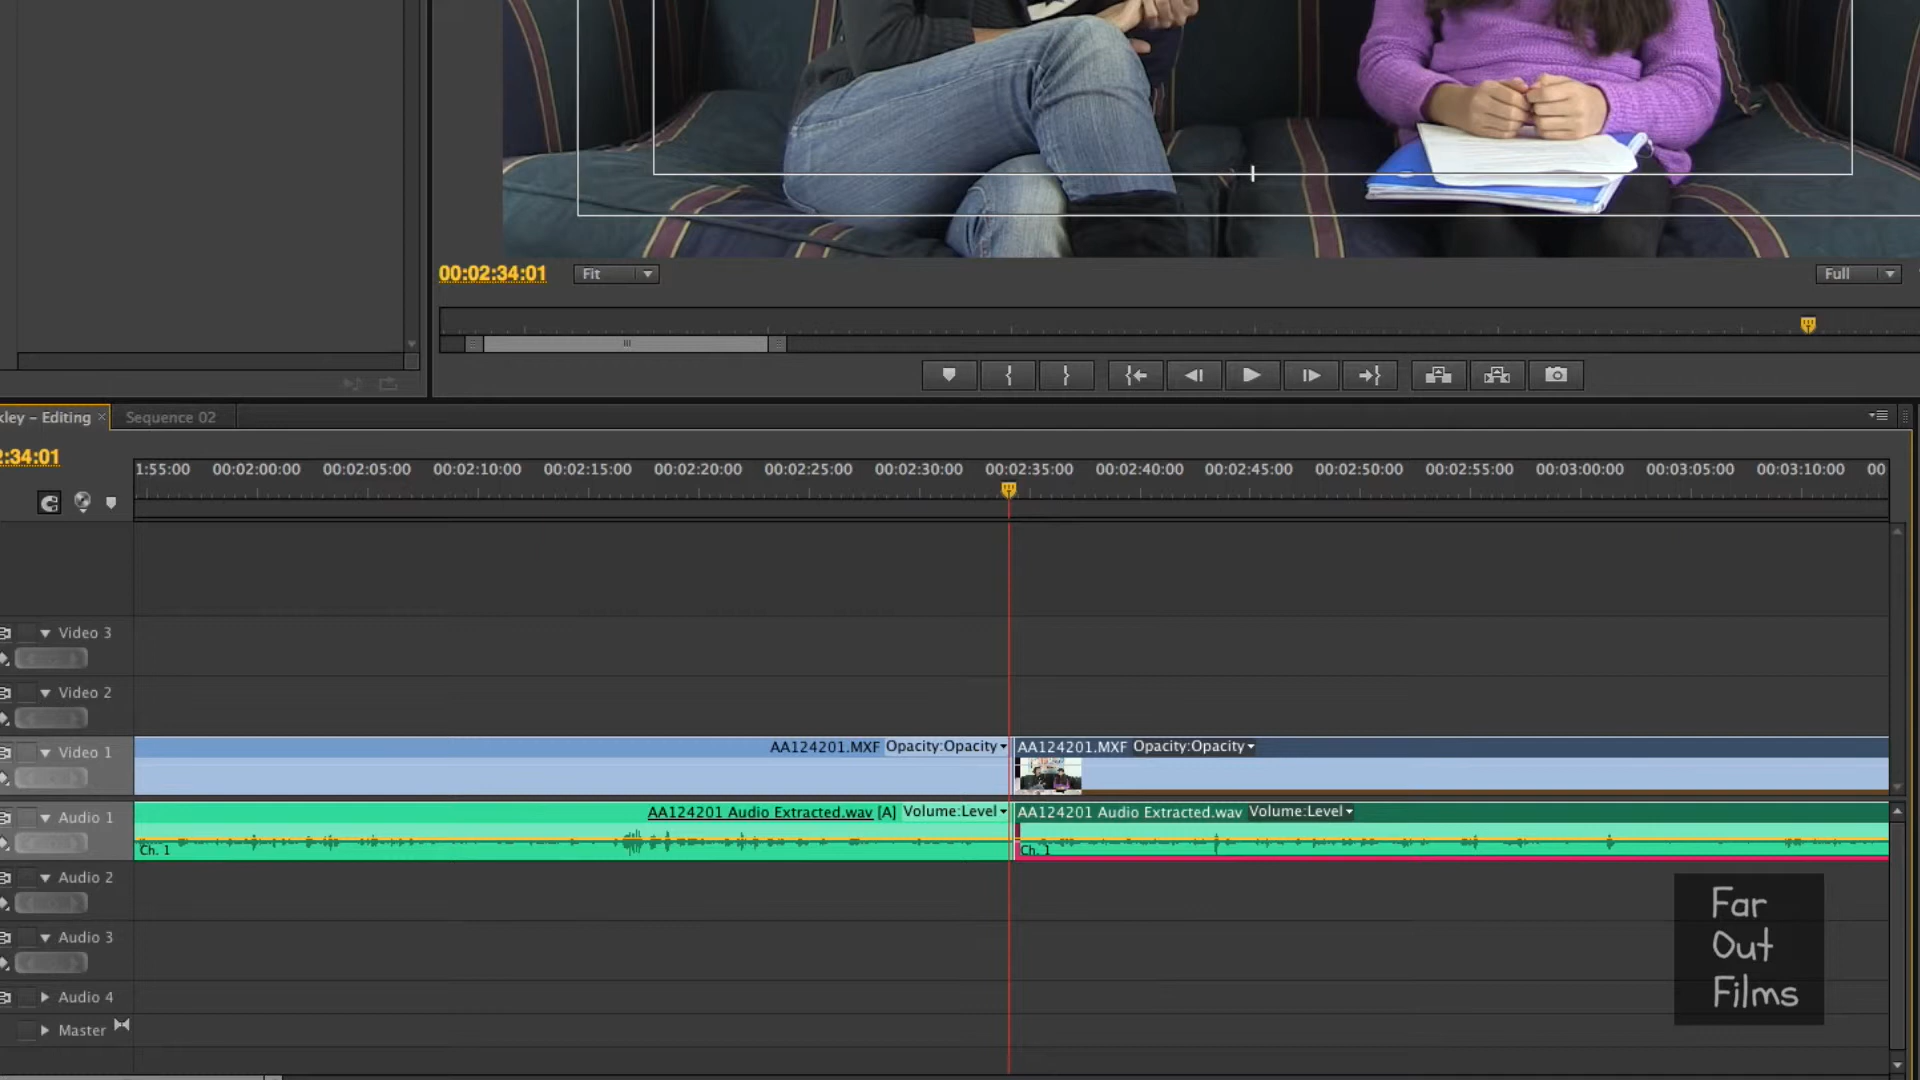 00:02:34:01 Fit Full
kley – Editing Sequence 02
2:34:01
1:55:00 00:02:00:00 00:02:05:00 00:02:10:00 00:02:15:00 00:02:20:00 00:02:25:00 00:02:30:00 00:02:35:00 00:02:40:00 00:02:45:00 00:02:50:00 00:02:55:00 00:03:00:00 00:03:05:00 00:03:10:00 00
Video 3
Video 2
Video 1 AA124201.MXF Opacity:Opacity AA124201.MXF Opacity:Opacity
Audio 1 AA124201 Audio Extracted.wav [A] Volume:Level AA124201 Audio Extracted.wav Volume:Level
Ch. 1 Ch. 1
Audio 2
Audio 3
Audio 4
Master
Far
Out
Films